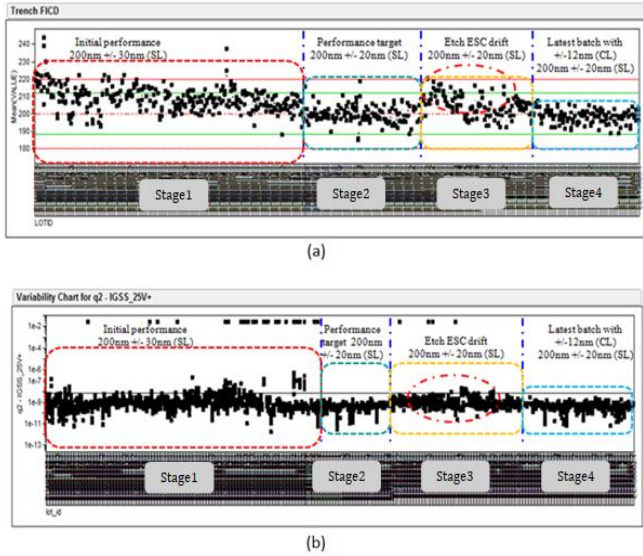 Trench FICD
Initial performance
200nm +/- 30nm (SL)
Performance target
200nm +/- 20nm (SL)
Etch ESC drift
200nm +/- 20nm (SL)
Latest batch with
+/-12nm (CL)
200nm +/- 20nm (SL)
Mean(VALUE)
240
230
220
210
200
190
180
Stage1
Stage2
Stage3
Stage4
LOTID
(a)
Variability Chart for q2 - IGSS_25V+
Initial performance
200nm +/- 30nm (SL)
Performance
target 200nm
+/- 20nm (SL)
Etch ESC drift
200nm +/- 20nm (SL)
Latest batch with
+/-12nm (CL)
200nm +/- 20nm (SL)
q2 - IGSS_25V+
1e-2
1e-4
1e-6
1e-7
1e-9
1e-11
1e-13
Stage1
Stage2
Stage3
Stage4
lot_id
(b)